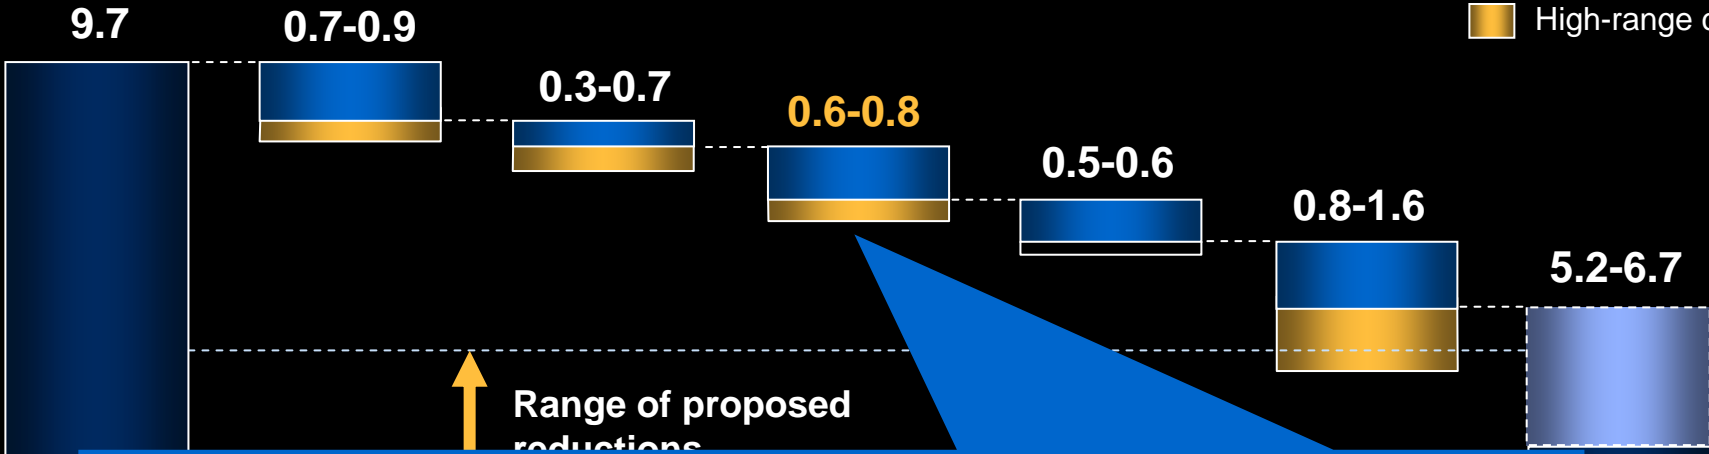 9.7
0.7-0.9
High-range
0.3-0.7
0.6-0.8
0.5-0.6
0.8-1.6
5.2-6.7
Range of proposed
reductions